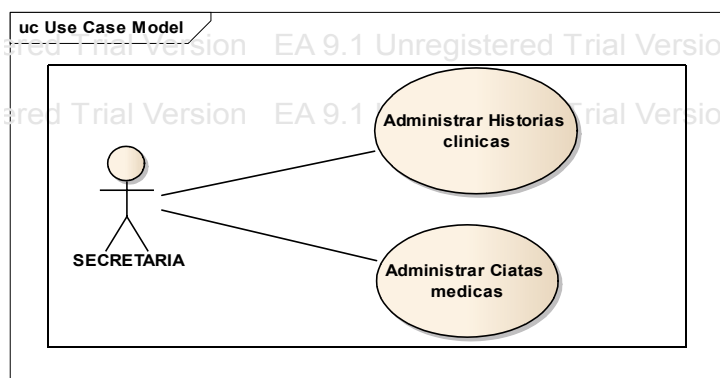 uc Use Case Model
ered Trial Version EA 9.1 Unregistered Trial Versio
ered Trial Version EA 9.1 Trial Versio
Administrar Historias
clinicas
SECRETARIA
Administrar Ciatas
medicas